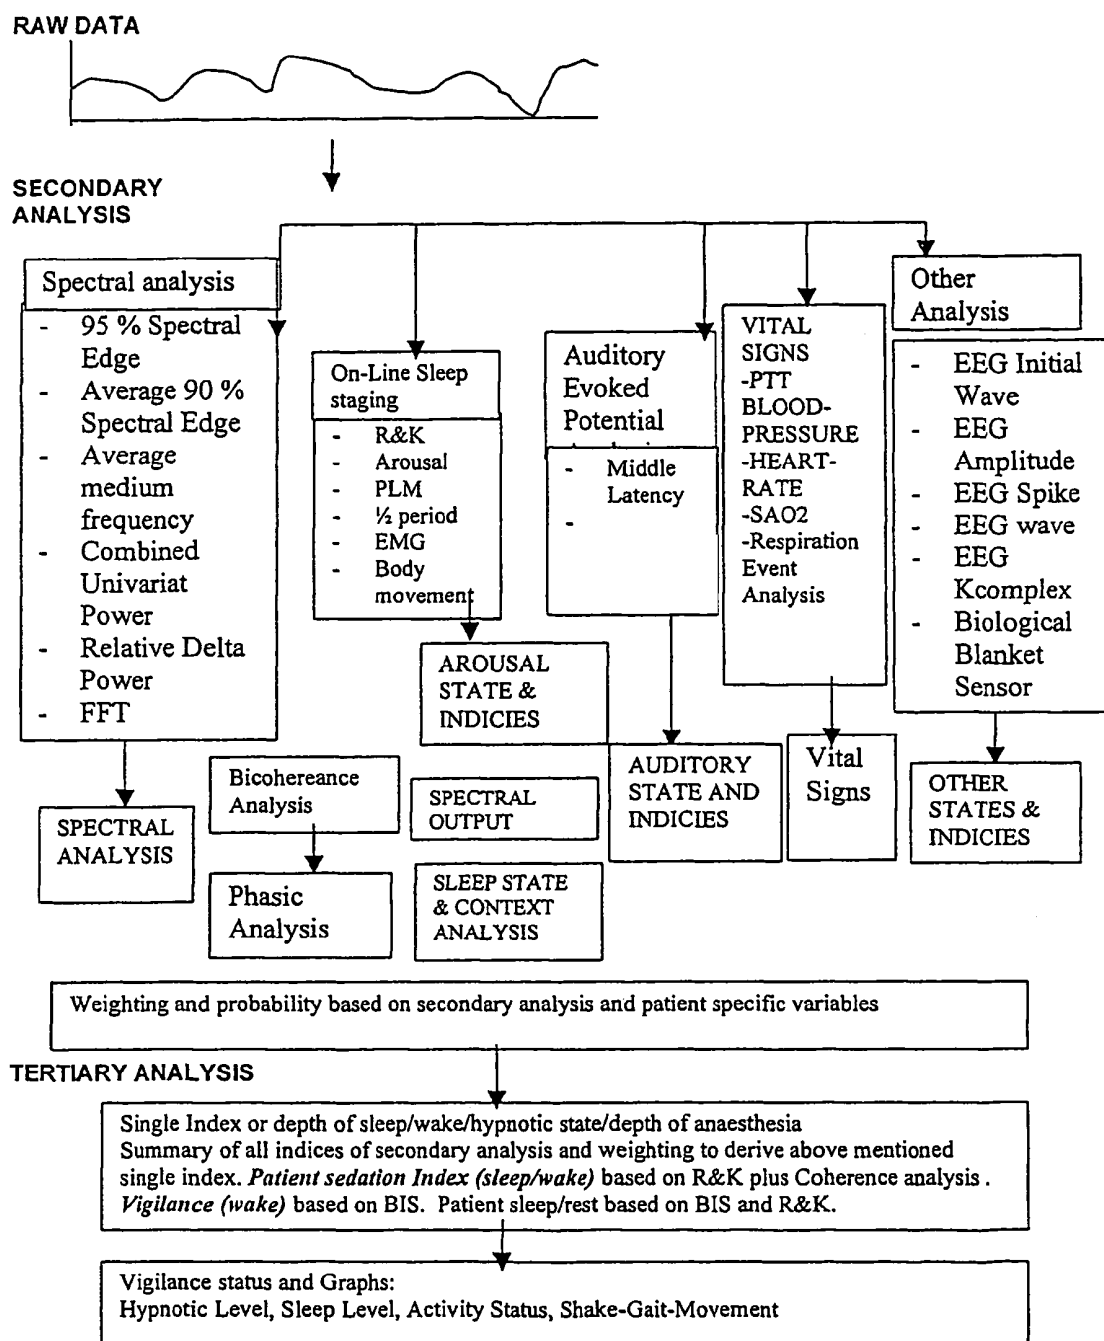 RAW DATA
SECONDARY
ANALYSIS
Spectral analysis
- 95 % Spectral
Edge
- Average 90 %
Spectral Edge
- Average
medium
frequency
- Combined
Univariat
Power
- Relative Delta
Power
- FFT
On-Line Sleep
staging
- R&K
- Arousal
- PLM
- ½ period
- EMG
- Body
movement
Auditory
Evoked
Potential
- Middle
Latency
-
VITAL
SIGNS
-PTT
BLOOD-
PRESSURE
-HEART-
RATE
-SAO2
-Respiration
Event
Analysis
Other
Analysis
- EEG Initial
Wave
- EEG
Amplitude
- EEG Spike
- EEG wave
- EEG
Kcomplex
- Biological
Blanket
Sensor
SPECTRAL
ANALYSIS
Bicohereance
Analysis
Phasic
Analysis
AROUSAL
STATE &
INDICIES
SPECTRAL
OUTPUT
SLEEP STATE
& CONTEXT
ANALYSIS
AUDITORY
STATE AND
INDICIES
Vital
Signs
OTHER
STATES &
INDICIES
Weighting and probability based on secondary analysis and patient specific variables
TERTIARY ANALYSIS
Single Index or depth of sleep/wake/hypnotic state/depth of anaesthesia
Summary of all indices of secondary analysis and weighting to derive above mentioned
single index. Patient sedation Index (sleep/wake) based on R&K plus Coherence analysis .
Vigilance (wake) based on BIS. Patient sleep/rest based on BIS and R&K.
Vigilance status and Graphs:
Hypnotic Level, Sleep Level, Activity Status, Shake-Gait-Movement